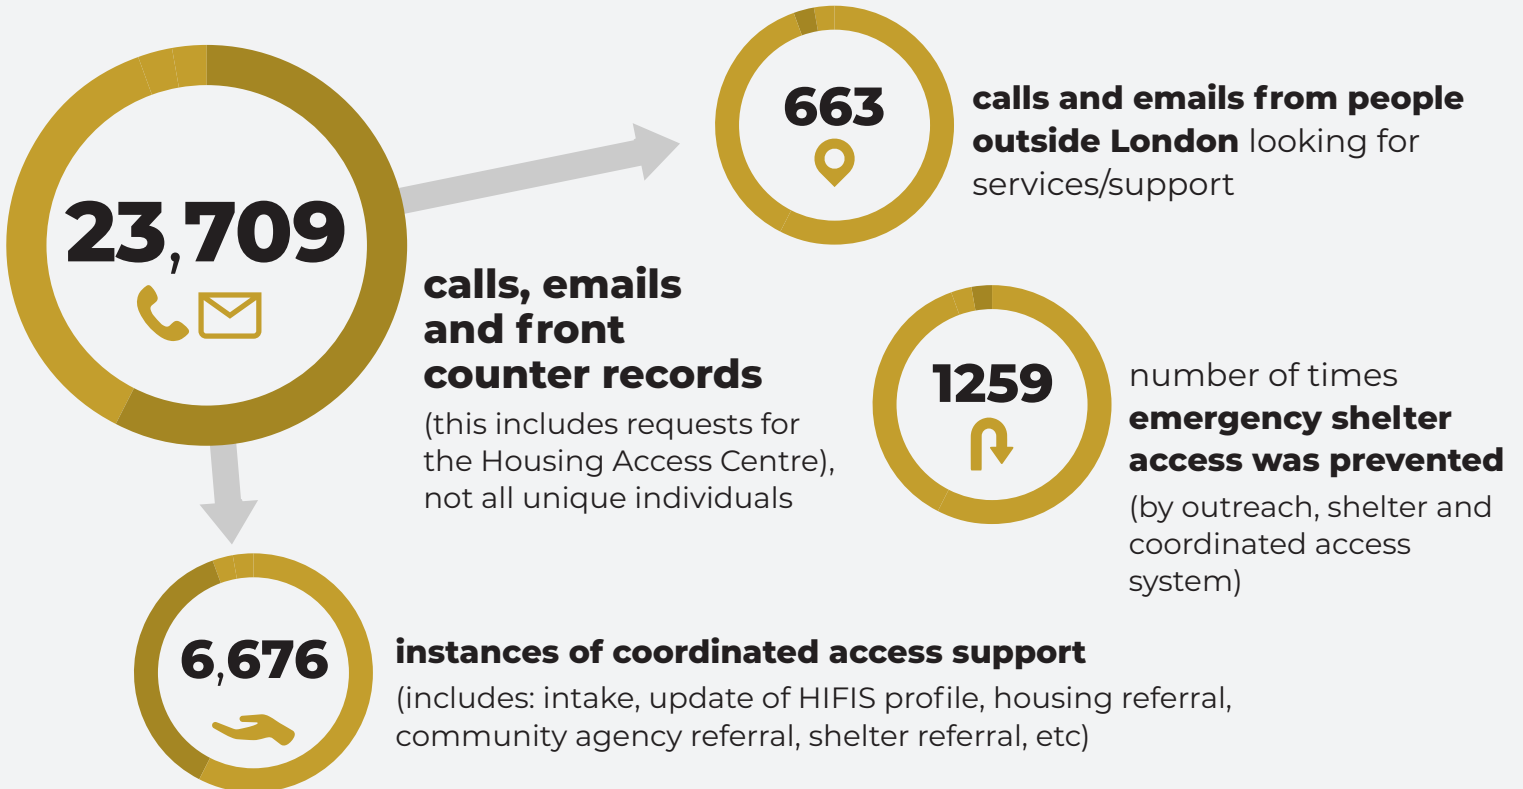 23,709
calls, emails
and front
counter records
(this includes requests for
the Housing Access Centre),
not all unique individuals
663
calls and emails from people
outside London looking for
services/support
1259
number of times
emergency shelter
access was prevented
(by outreach, shelter and
coordinated access
system)
6,676
instances of coordinated access support
(includes: intake, update of HIFIS profile, housing referral,
community agency referral, shelter referral, etc)